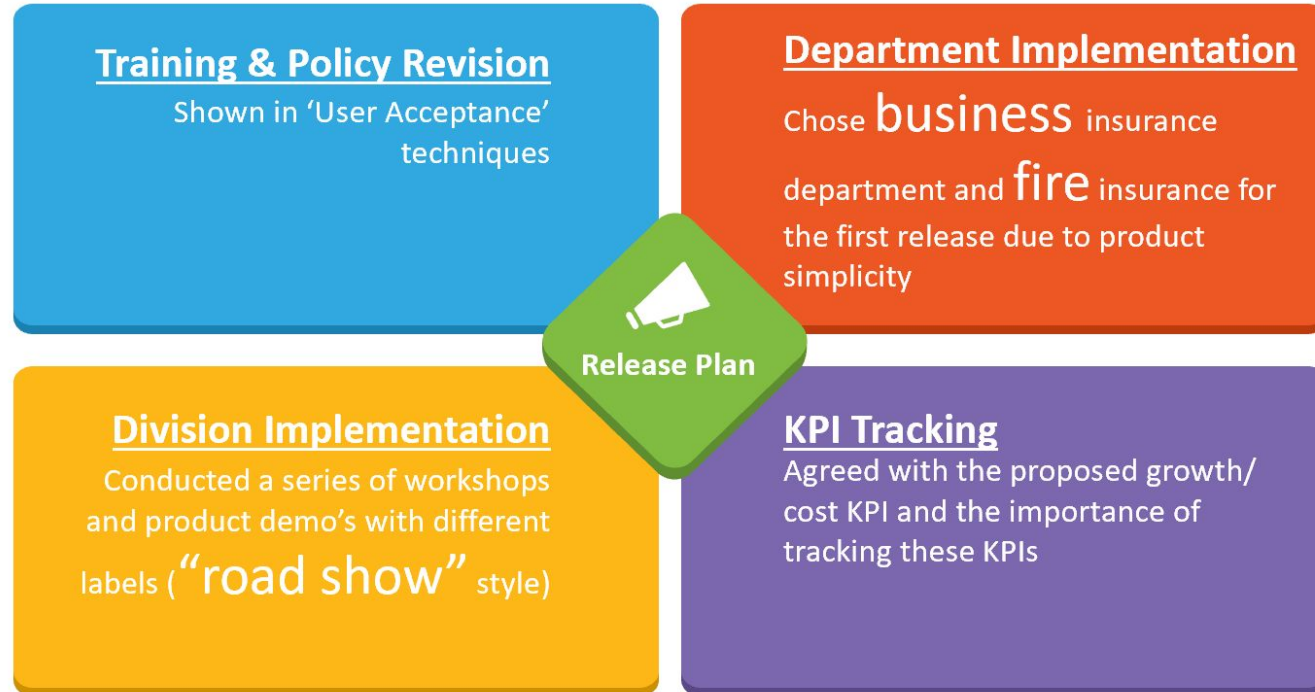 Training & Policy Revision
Shown in ‘User Acceptance’
techniques
Department Implementation
Chose business insurance
department and fire insurance for
the first release due to product
simplicity
Release Plan
Division Implementation
Conducted a series of workshops
and product demo’s with different
labels (“road show” style)
KPI Tracking
Agreed with the proposed growth/
cost KPI and the importance of
tracking these KPIs